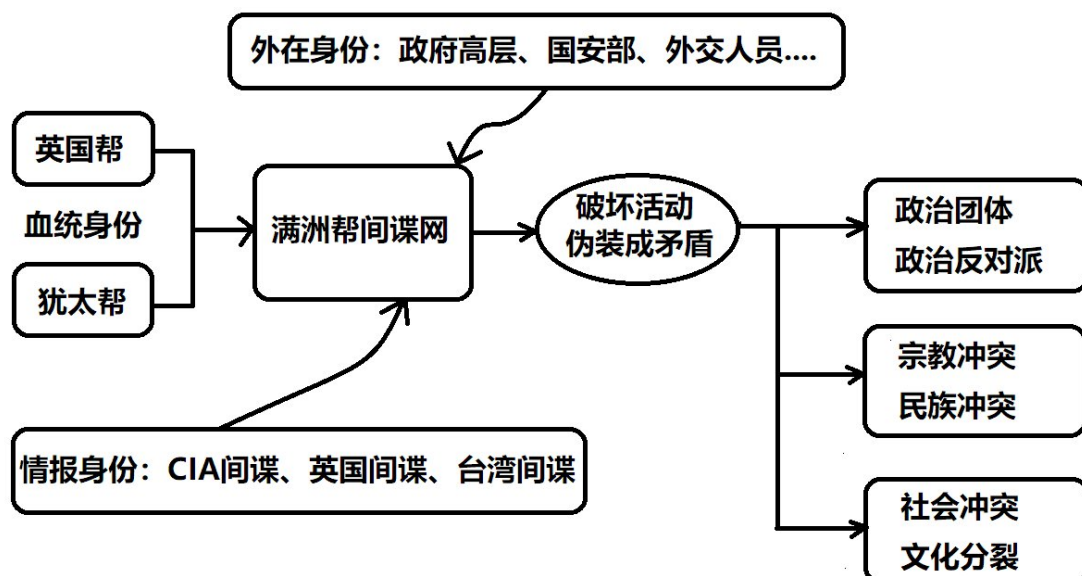 外在身份：政府高层、国安部、外交人员....
英国帮
血统身份
犹太帮
满洲帮间谍网
破坏活动
伪装成矛盾
政治团体
政治反对派
宗教冲突
民族冲突
情报身份：CIA间谍、英国间谍、台湾间谍
社会冲突
文化分裂